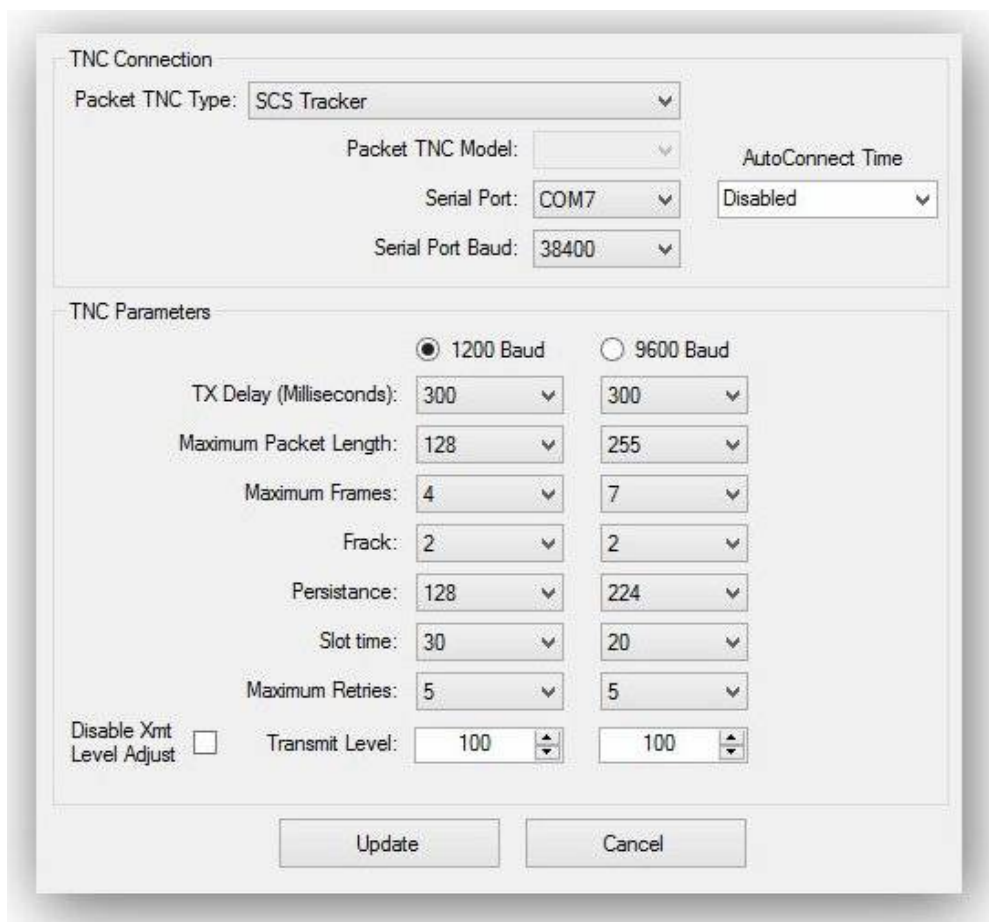 TNC Connection
Packet TNC Type: SCS Tracker
Packet TNC Model:
AutoConnect Time
Serial Port: COM7 Disabled
Serial Port Baud: 38400
TNC Parameters
1200 Baud 9600 Baud
TX Delay (Milliseconds): 300 300
Maximum Packet Length: 128 255
Maximum Frames: 4 7
Frack: 2 2
Persistance: 128 224
Slot time: 30 20
Maximum Retries: 5 5
Disable Xmt
Level Adjust Transmit Level: 100 100
Update Cancel